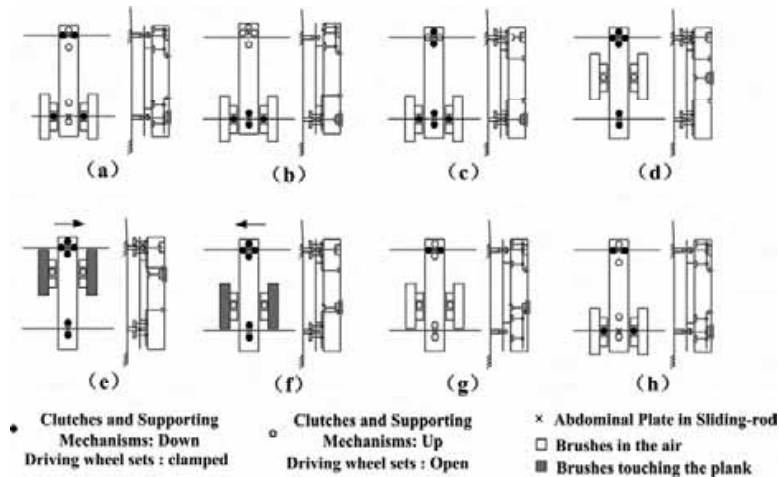 (a)
(b)
(c)
(d)
(e)
(f)
(g)
(h)
Clutches and Supporting
Mechanisms: Down
Driving wheel sets : clamped
Clutches and Supporting
Mechanisms: Up
Driving wheel sets : Open
Abdominal Plate in Sliding-rod
Brushes in the air
Brushes touching the plank